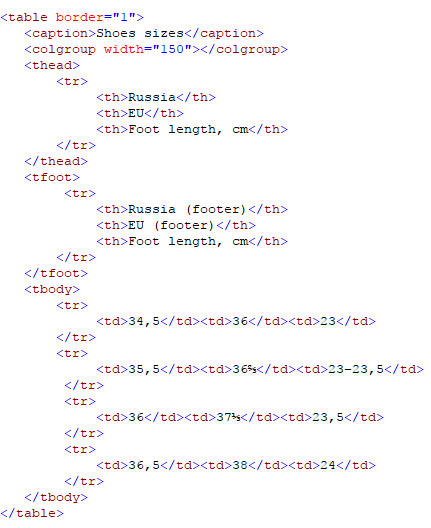 <table border="1">
<caption>Shoes sizes</caption>
<colgroup width="150"></colgroup>
<thead>
<tr>
<th>Russia</th>
<th>EU</th>
<th>Foot length, cm</th>
</tr>
</thead>
<tfoot>
<tr>
<th>Russia (footer)</th>
<th>EU (footer)</th>
<th>Foot length, cm</th>
</tr>
</tfoot>
<tbody>
<tr>
<td>34,5</td><td>36</td><td>23</td>
</tr>
<tr>
<td>35,5</td><td>36⅔</td><td>23–23,5</td>
</tr>
<tr>
<td>36</td><td>37⅓</td><td>23,5</td>
</tr>
<tr>
<td>36,5</td><td>38</td><td>24</td>
</tr>
</tbody>
</table>